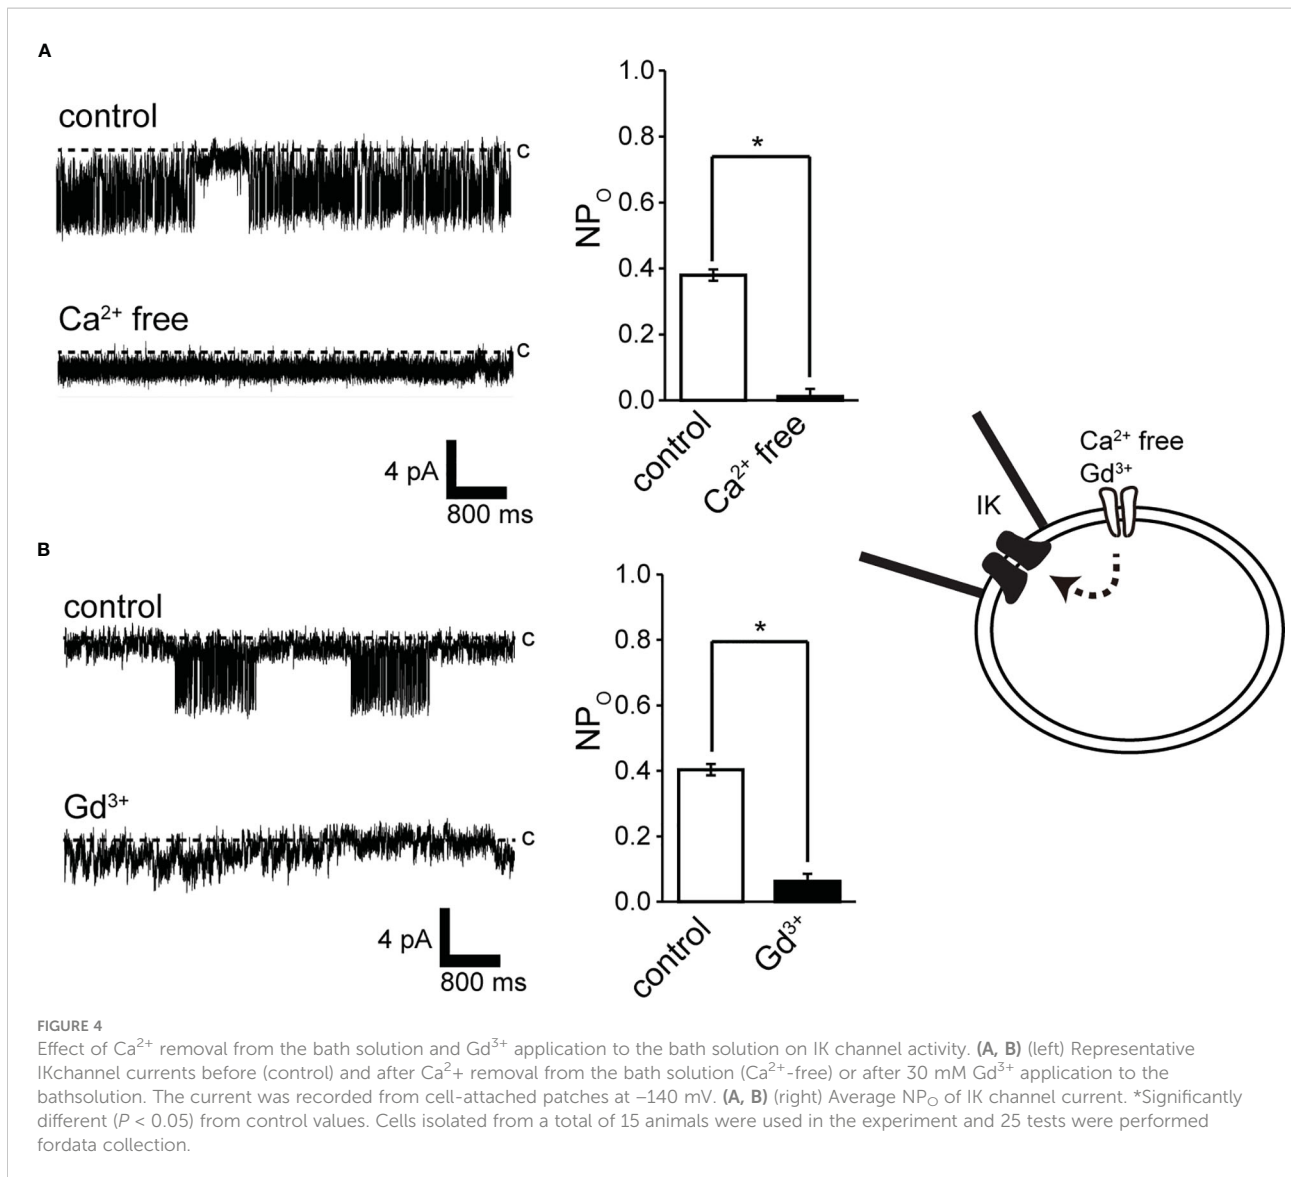 A
control
c
Ca²⁺ free
c
4 pA
800 ms
1.0
0.8
0.6
0.4
0.2
0.0
NPO
*
control
Ca²⁺ free
B
control
c
Gd³⁺
c
4 pA
800 ms
1.0
0.8
0.6
0.4
0.2
0.0
NPO
*
control
Gd³⁺
Ca²⁺ free
Gd³⁺
IK
FIGURE 4
Effect of Ca²⁺ removal from the bath solution and Gd³⁺ application to the bath solution on IK channel activity. (A, B) (left) Representative
IKchannel currents before (control) and after Ca²+ removal from the bath solution (Ca²⁺-free) or after 30 mM Gd³⁺ application to the
bathsolution. The current was recorded from cell-attached patches at –140 mV. (A, B) (right) Average NPO of IK channel current. *Significantly
different (P < 0.05) from control values. Cells isolated from a total of 15 animals were used in the experiment and 25 tests were performed
fordata collection.